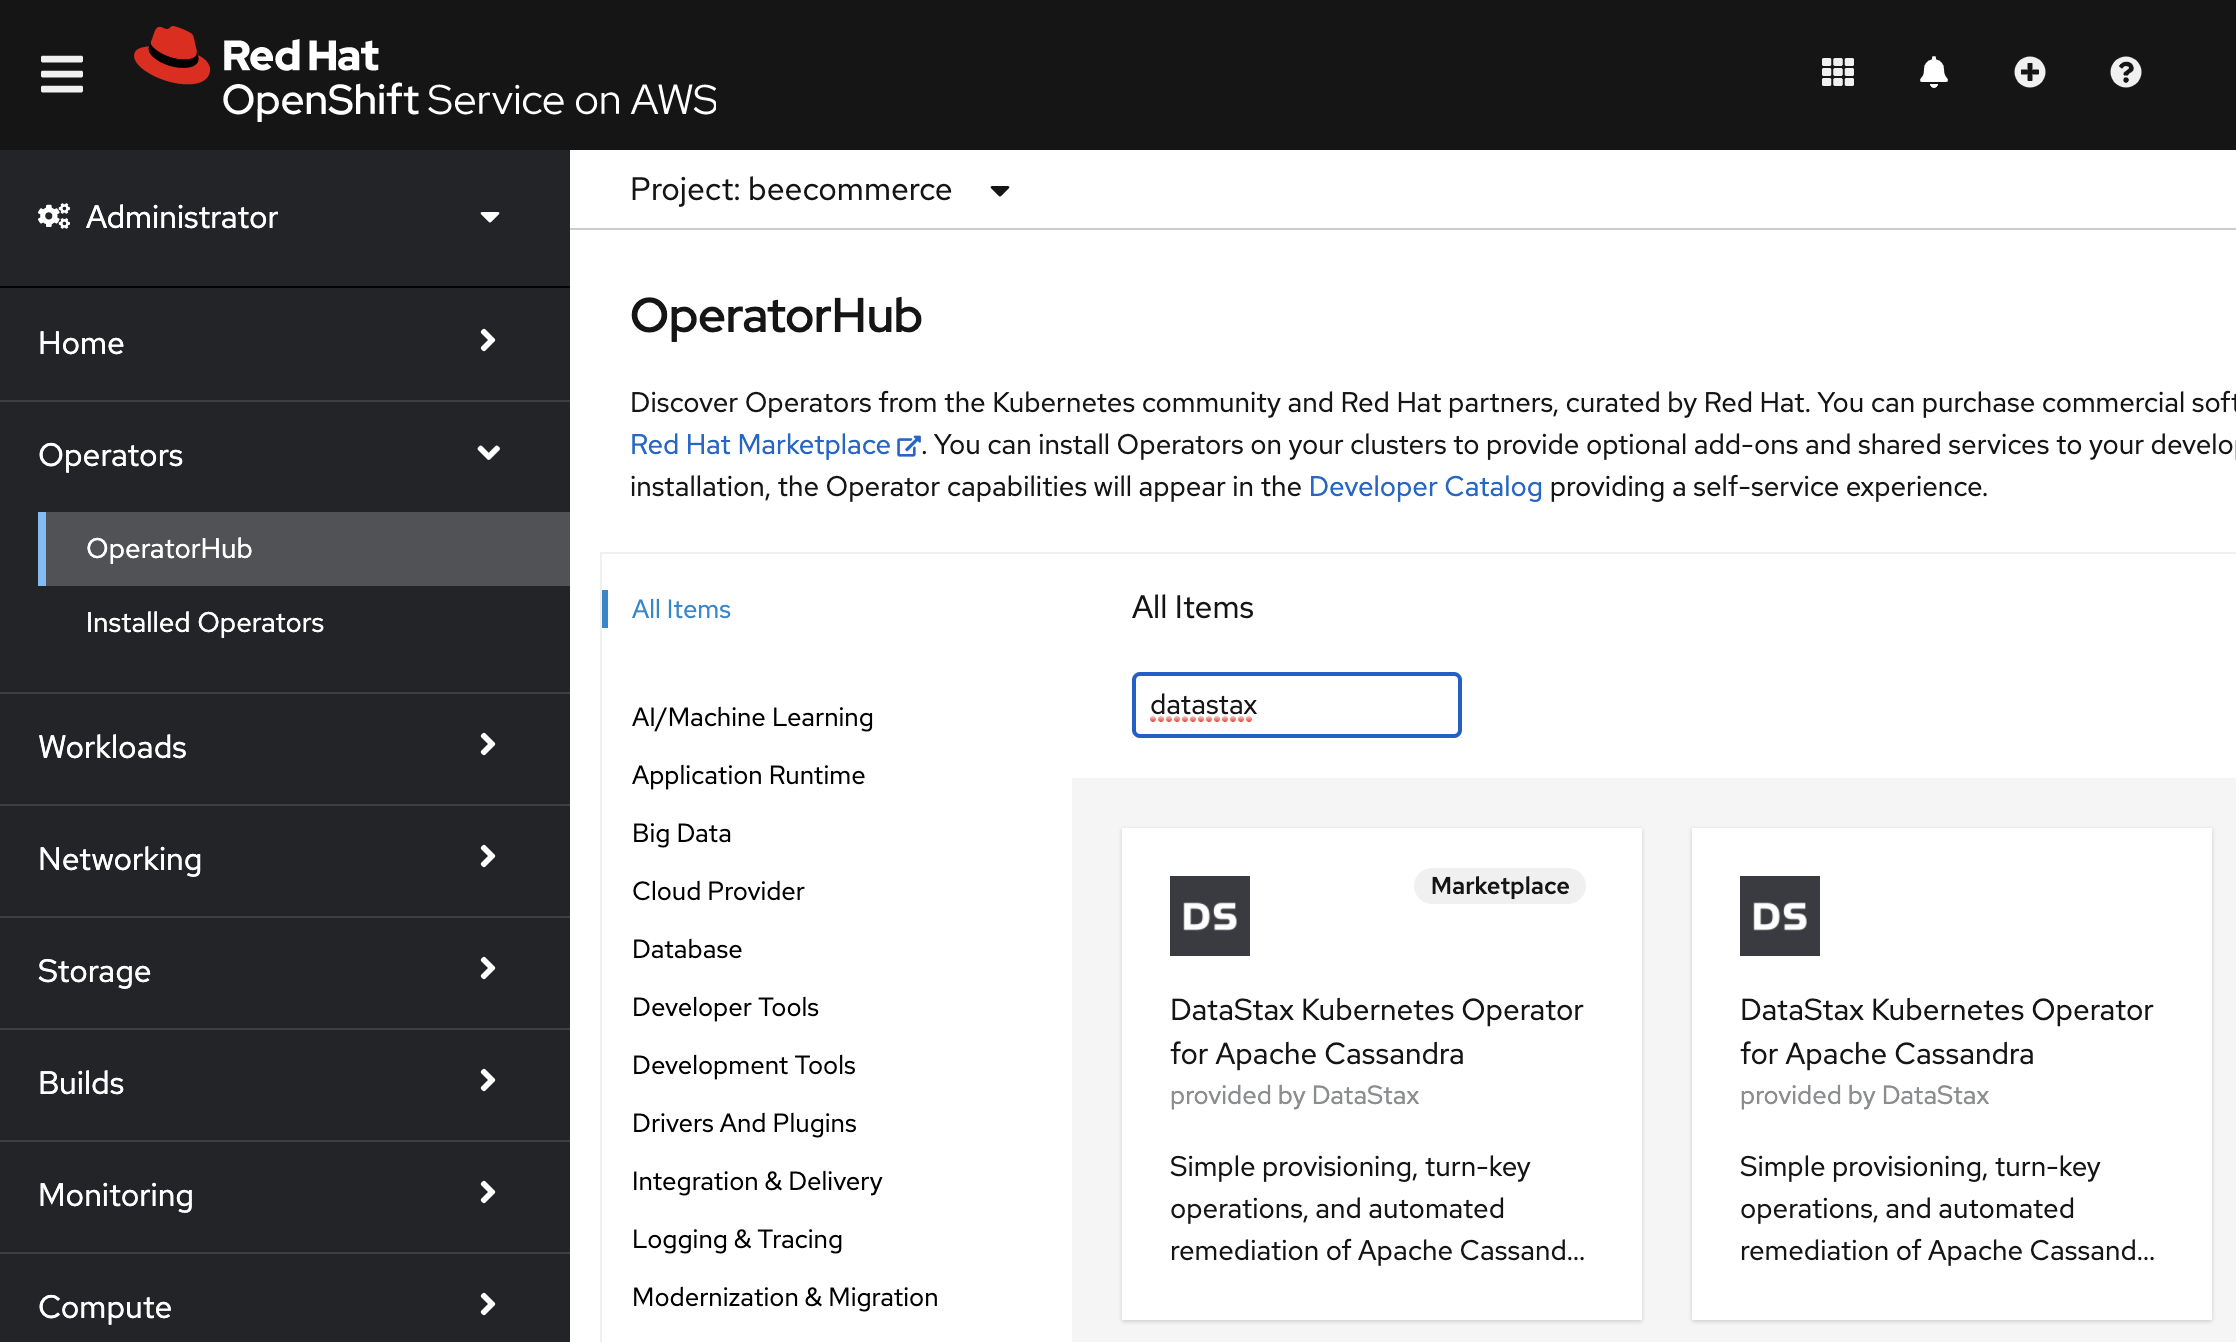 Red Hat
OpenShift Service on AWS
Administrator
Home
Operators
OperatorHub
Installed Operators
Workloads
Networking
Storage
Builds
Monitoring
Compute
Project: beecommerce
OperatorHub
Discover Operators from the Kubernetes community and Red Hat partners, curated by Red Hat. You can purchase commercial
Red Hat Marketplace. You can install Operators on your clusters to provide optional add-ons and shared services to your
installation, the Operator capabilities will appear in the Developer Catalog providing a self-service experience.
All Items
AI/Machine Learning
Application Runtime
Big Data
Cloud Provider
Database
Developer Tools
Development Tools
Drivers And Plugins
Integration & Delivery
Logging & Tracing
Modernization & Migration
All Items
datastax
DS
Marketplace
DataStax Kubernetes Operator
for Apache Cassandra
provided by DataStax
Simple provisioning, turn-key
operations, and automated
remediation of Apache Cassand...
DS
DataStax Kubernetes Operator
for Apache Cassandra
provided by DataStax
Simple provisioning, turn-key
operations, and automated
remediation of Apache Cassand...